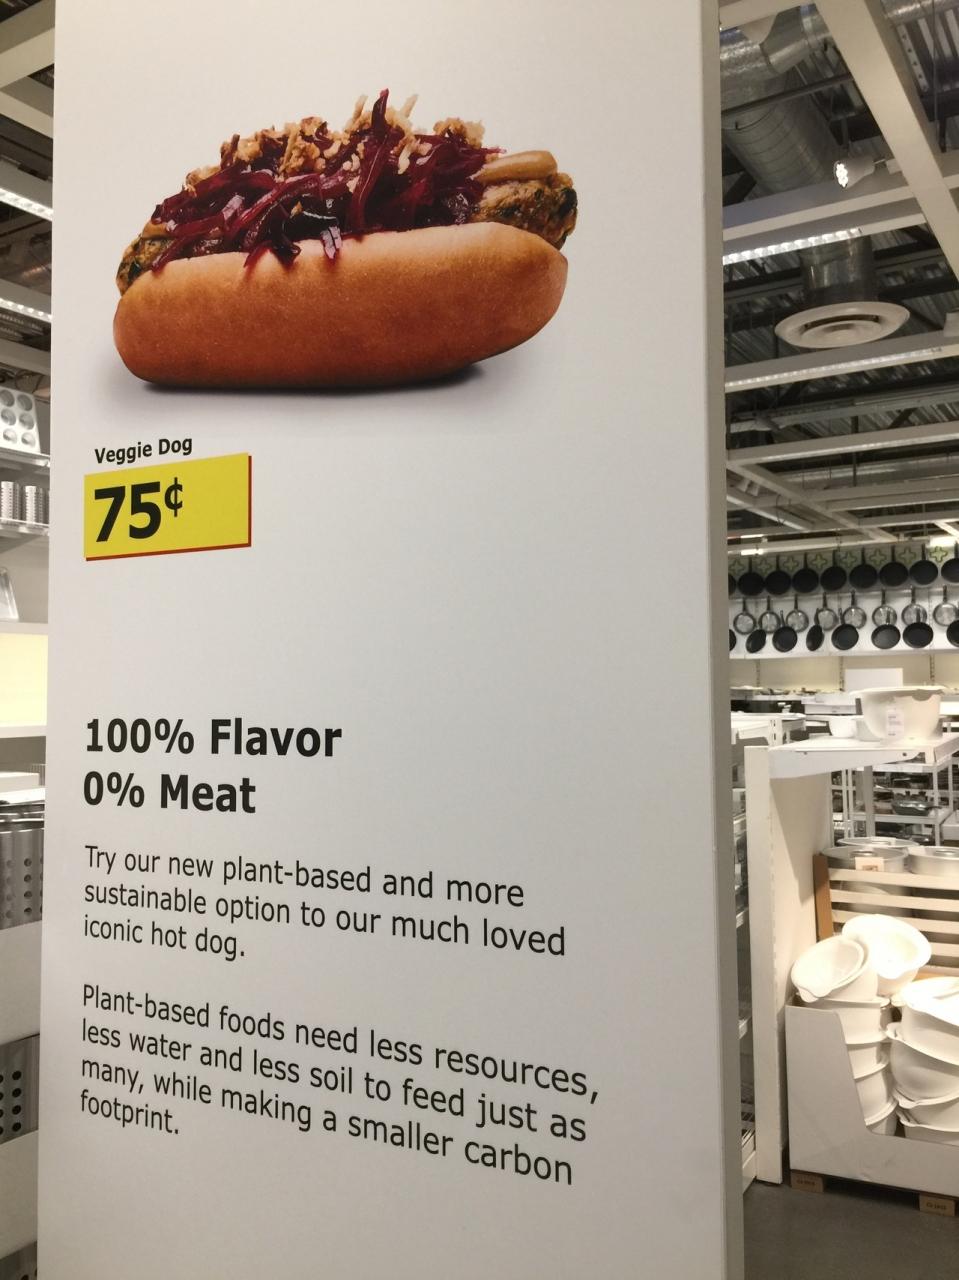 Veggie Dog
75¢
100% Flavor
0% Meat
Try our new plant-based and more
sustainable option to our much loved
iconic hot dog.
Plant-based foods need less resources,
less water and less soil to feed just as
many, while making a smaller carbon
footprint.